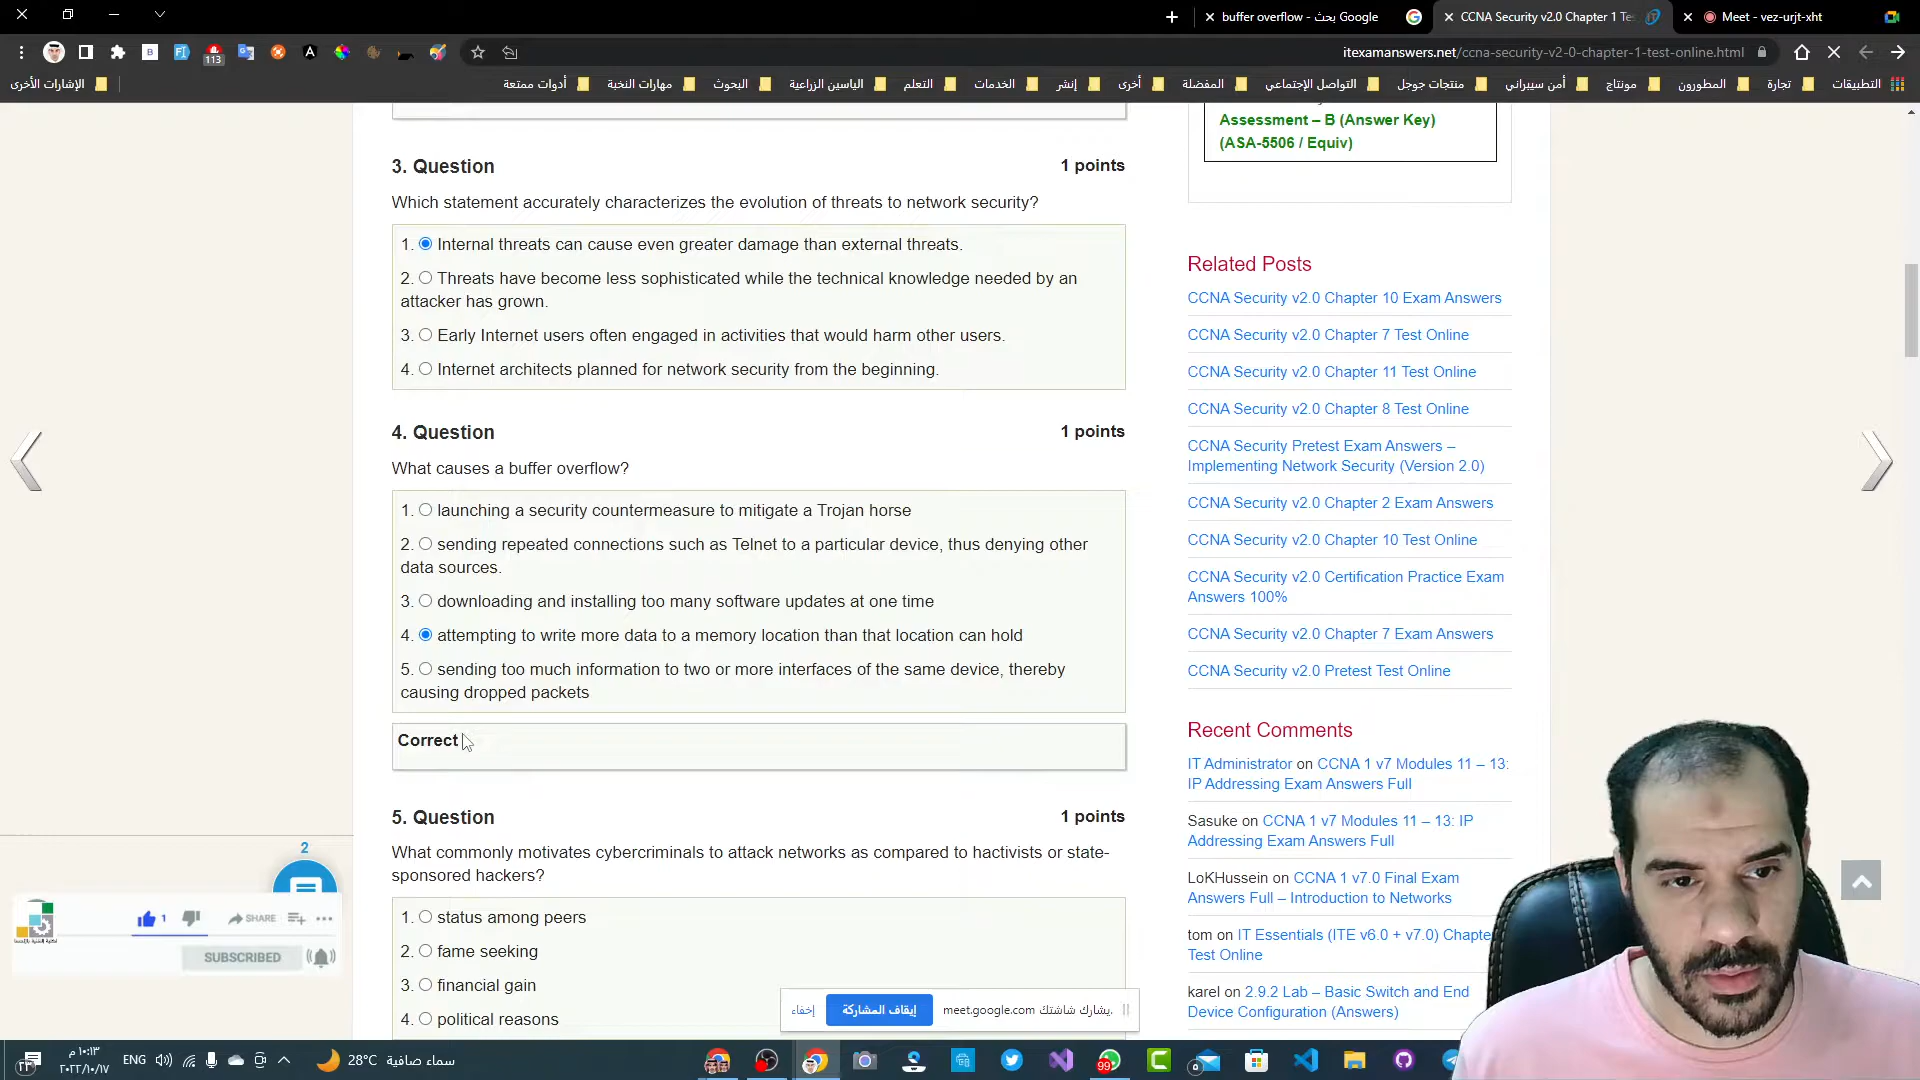 buffer overflow - بحث Google
CCNA Security v2.0 Chapter 1 Te
Meet - vez-urjt-xht
113
itexamanswers.net/ccna-security-v2-0-chapter-1-test-online.html
التطبيقات
تجارة
المطورون
مونتاج
أمن سيبراني
منتجات جوجل
التواصل الإجتماعي
المفضلة
أخرى
إنشر
الخدمات
التعلم
الياسين الزراعية
البحوث
مهارات النخبة
أدوات ممتعة
الإشارات الأخرى
3. Question
1 points
Which statement accurately characterizes the evolution of threats to network security?
1. Internal threats can cause even greater damage than external threats.
2. Threats have become less sophisticated while the technical knowledge needed by an
attacker has grown.
3. Early Internet users often engaged in activities that would harm other users.
4. Internet architects planned for network security from the beginning.
4. Question
1 points
What causes a buffer overflow?
1. launching a security countermeasure to mitigate a Trojan horse
2. sending repeated connections such as Telnet to a particular device, thus denying other
data sources.
3. downloading and installing too many software updates at one time
4. attempting to write more data to a memory location than that location can hold
5. sending too much information to two or more interfaces of the same device, thereby
causing dropped packets
Correct
5. Question
1 points
What commonly motivates cybercriminals to attack networks as compared to hactivists or state-
sponsored hackers?
1. status among peers
2. fame seeking
3. financial gain
4. political reasons
Assessment – B (Answer Key)
(ASA-5506 / Equiv)
Related Posts
CCNA Security v2.0 Chapter 10 Exam Answers
CCNA Security v2.0 Chapter 7 Test Online
CCNA Security v2.0 Chapter 11 Test Online
CCNA Security v2.0 Chapter 8 Test Online
CCNA Security Pretest Exam Answers –
Implementing Network Security (Version 2.0)
CCNA Security v2.0 Chapter 2 Exam Answers
CCNA Security v2.0 Chapter 10 Test Online
CCNA Security v2.0 Certification Practice Exam
Answers 100%
CCNA Security v2.0 Chapter 7 Exam Answers
CCNA Security v2.0 Pretest Test Online
Recent Comments
IT Administrator on CCNA 1 v7 Modules 11 – 13:
IP Addressing Exam Answers Full
Sasuke on CCNA 1 v7 Modules 11 – 13: IP
Addressing Exam Answers Full
LoKHussein on CCNA 1 v7.0 Final Exam
Answers Full – Introduction to Networks
tom on IT Essentials (ITE v6.0 + v7.0) Chapte
Test Online
karel on 2.9.2 Lab – Basic Switch and End
Device Configuration (Answers)
2
1
SHARE
SUBSCRIBED
meet.google.com يشارك شاشتك.
إيقاف المشاركة
إخفاء
١٠:١٣ م
٢٠٢٢/١٠/١٧
ENG
28°C سماء صافية
99